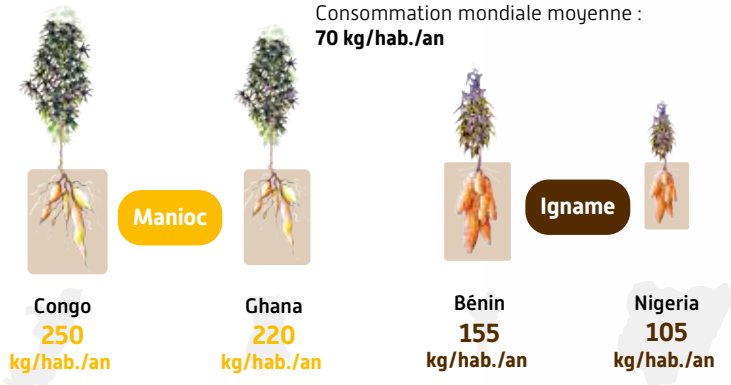 Consommation mondiale moyenne :
70 kg/hab./an
Manioc
Igname
Congo
250
kg/hab./an
Ghana
220
kg/hab./an
Bénin
155
kg/hab./an
Nigeria
105
kg/hab./an